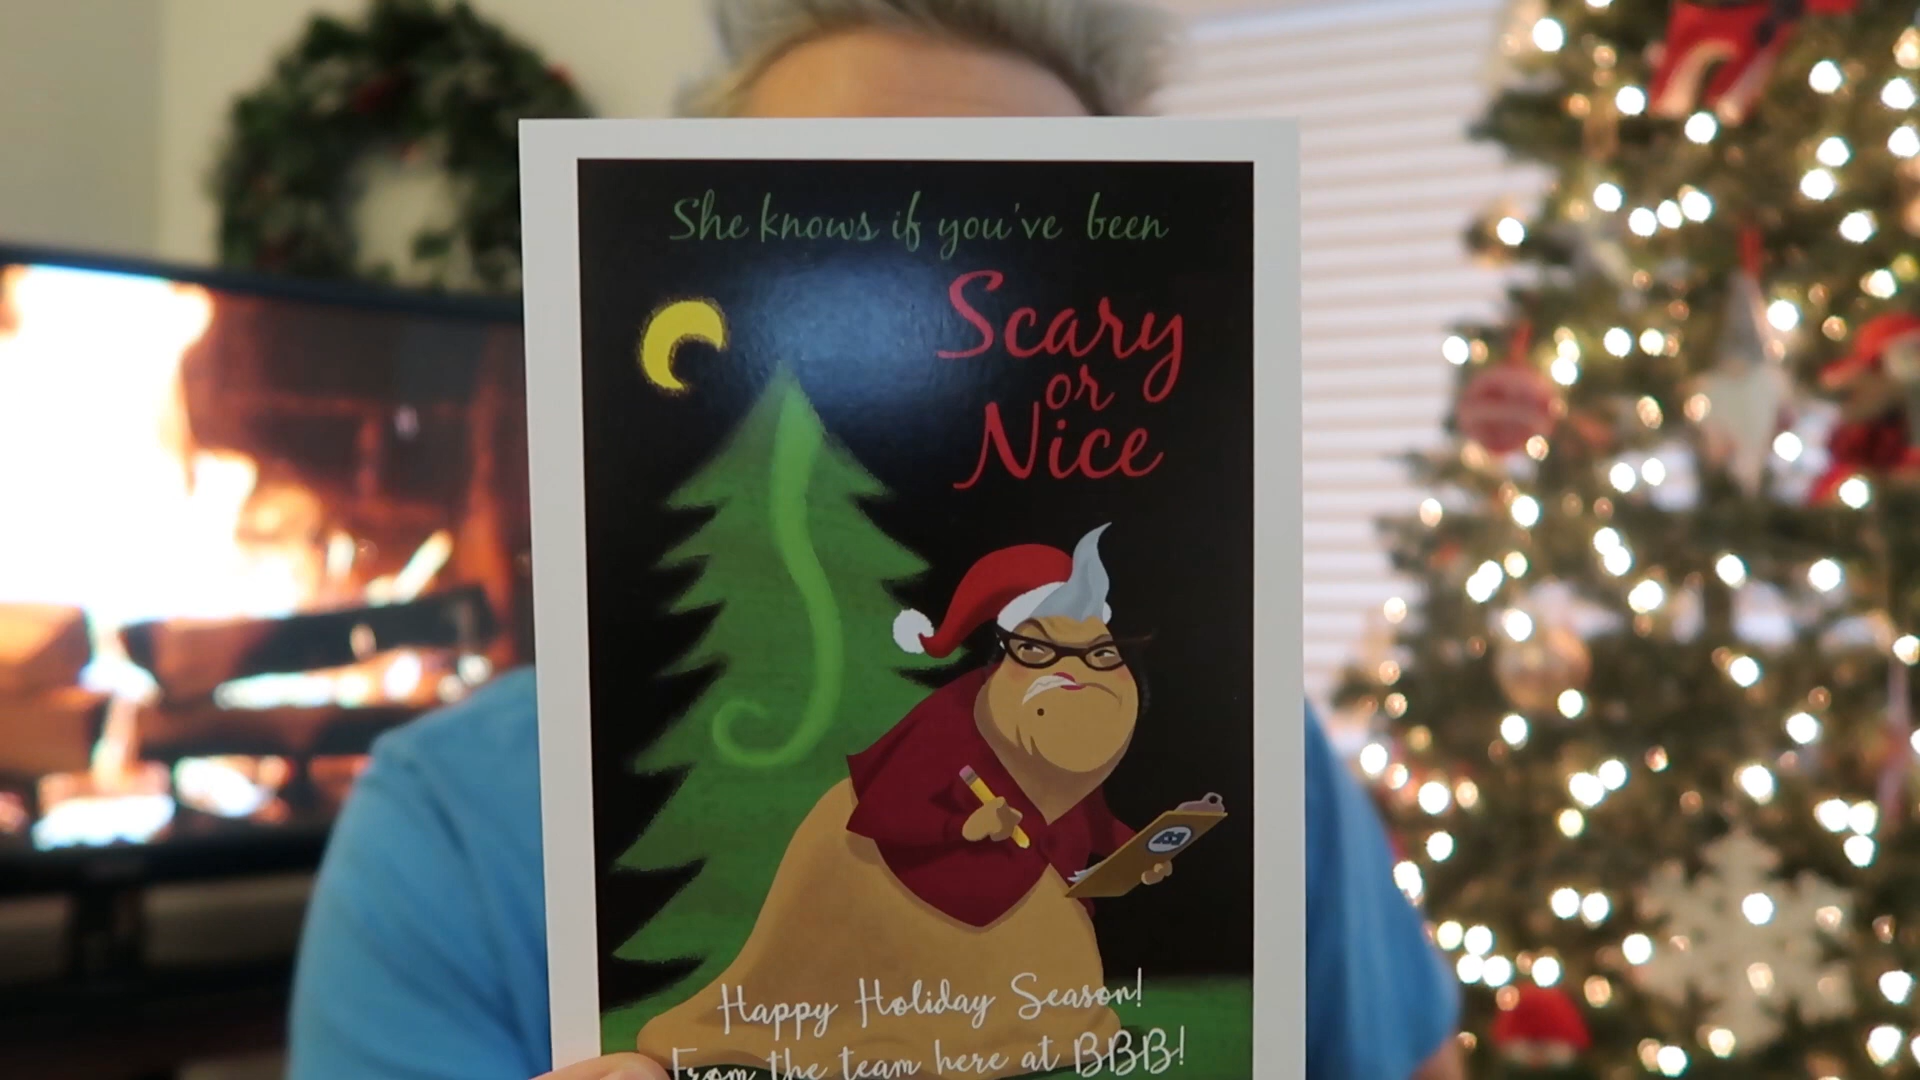 She knows if you've been
Scary
or
Nice
Happy Holiday Season!
From the team here at BBB!